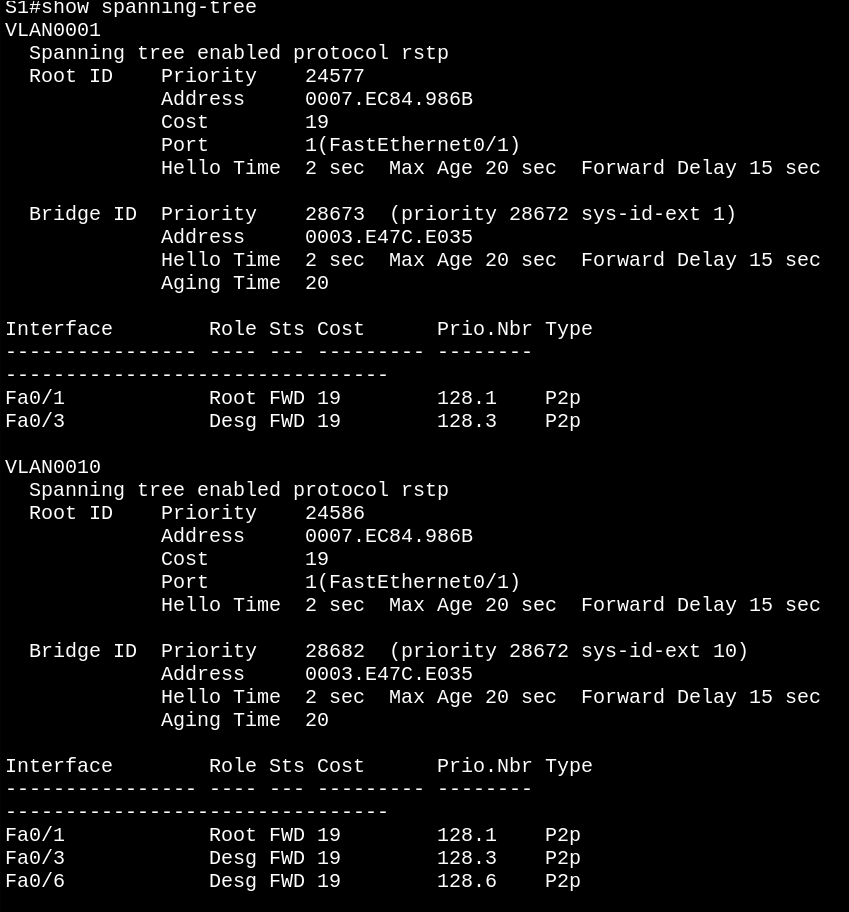 S1#show spanning-tree
VLAN0001
  Spanning tree enabled protocol rstp
  Root ID    Priority    24577
             Address     0007.EC84.986B
             Cost        19
             Port        1(FastEthernet0/1)
             Hello Time  2 sec  Max Age 20 sec  Forward Delay 15 sec

  Bridge ID  Priority    28673  (priority 28672 sys-id-ext 1)
             Address     0003.E47C.E035
             Hello Time  2 sec  Max Age 20 sec  Forward Delay 15 sec
             Aging Time  20

Interface        Role Sts Cost      Prio.Nbr Type
---------------- ---- --- --------- --------
--------------------------------
Fa0/1            Root FWD 19        128.1    P2p
Fa0/3            Desg FWD 19        128.3    P2p

VLAN0010
  Spanning tree enabled protocol rstp
  Root ID    Priority    24586
             Address     0007.EC84.986B
             Cost        19
             Port        1(FastEthernet0/1)
             Hello Time  2 sec  Max Age 20 sec  Forward Delay 15 sec

  Bridge ID  Priority    28682  (priority 28672 sys-id-ext 10)
             Address     0003.E47C.E035
             Hello Time  2 sec  Max Age 20 sec  Forward Delay 15 sec
             Aging Time  20

Interface        Role Sts Cost      Prio.Nbr Type
---------------- ---- --- --------- --------
--------------------------------
Fa0/1            Root FWD 19        128.1    P2p
Fa0/3            Desg FWD 19        128.3    P2p
Fa0/6            Desg FWD 19        128.6    P2p